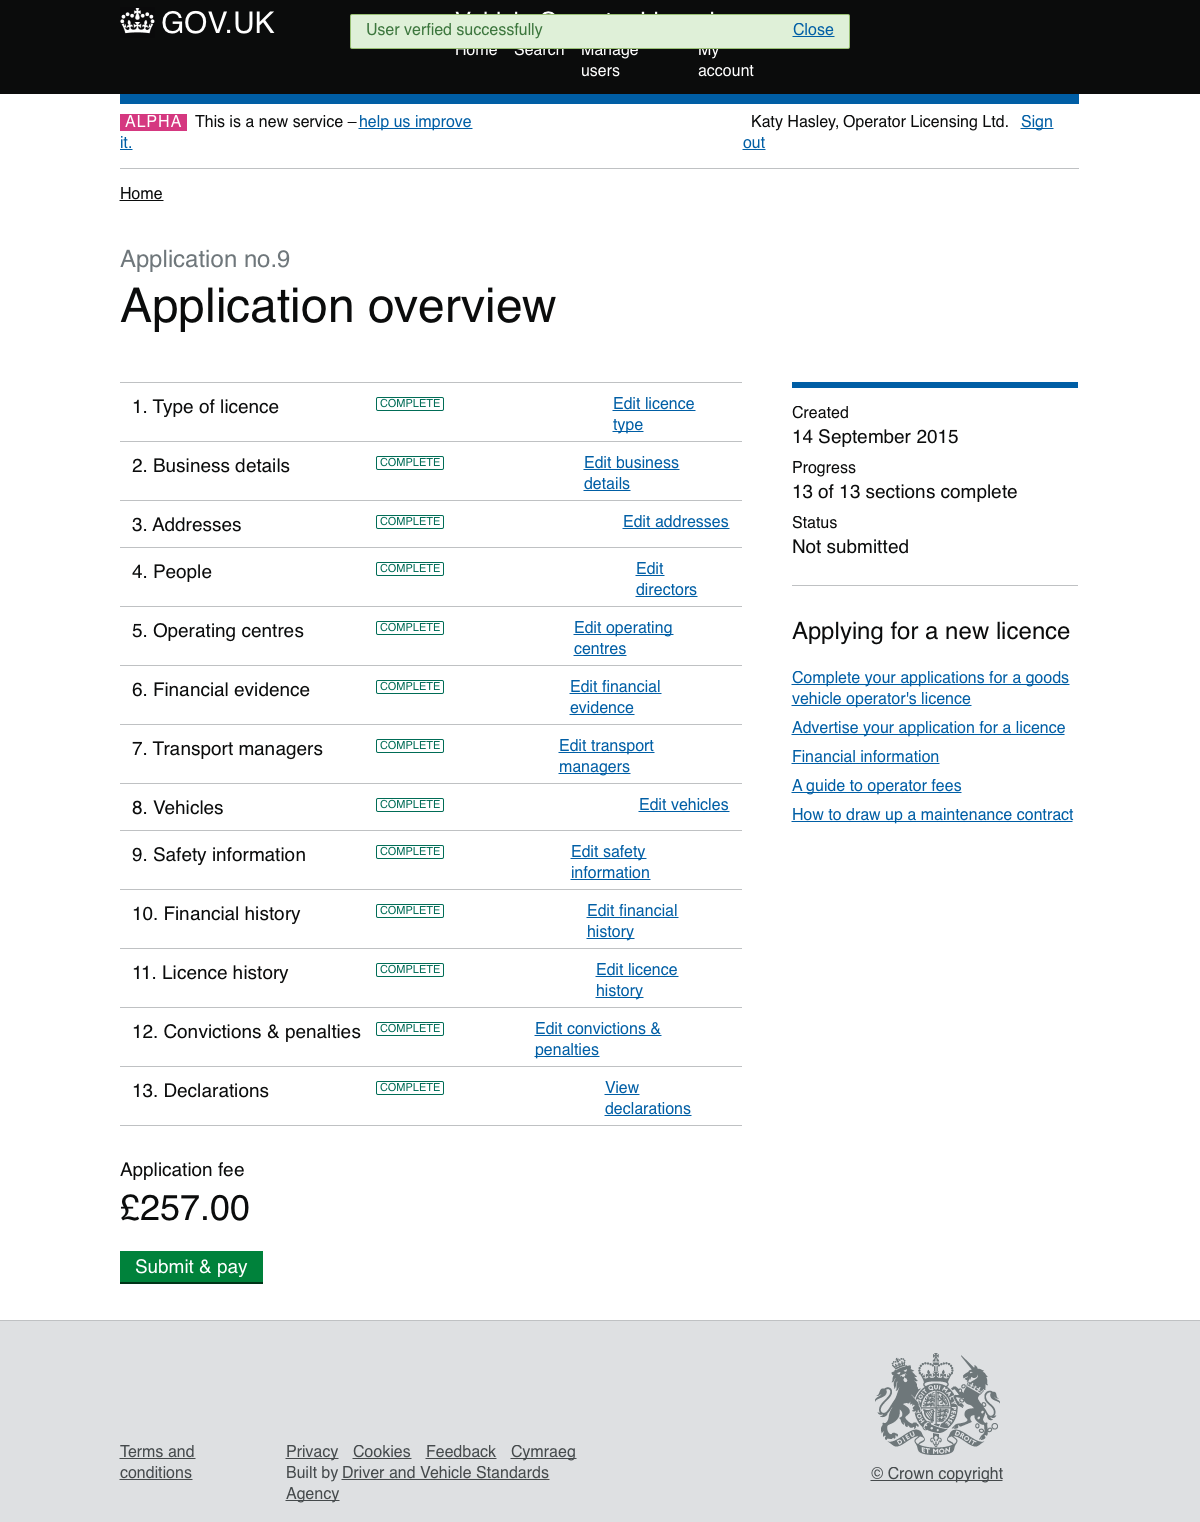 GOV.UK
User verfied successfully Close
Home Search Manage users My account
ALPHA This is a new service – help us improve it.
Katy Hasley, Operator Licensing Ltd. Sign out
Home
Application no.9
Application overview
1. Type of licence COMPLETE Edit licence type
2. Business details COMPLETE Edit business details
3. Addresses COMPLETE Edit addresses
4. People COMPLETE Edit directors
5. Operating centres COMPLETE Edit operating centres
6. Financial evidence COMPLETE Edit financial evidence
7. Transport managers COMPLETE Edit transport managers
8. Vehicles COMPLETE Edit vehicles
9. Safety information COMPLETE Edit safety information
10. Financial history COMPLETE Edit financial history
11. Licence history COMPLETE Edit licence history
12. Convictions & penalties COMPLETE Edit convictions & penalties
13. Declarations COMPLETE View declarations
Application fee
£257.00
Submit & pay
Created
14 September 2015
Progress
13 of 13 sections complete
Status
Not submitted
Applying for a new licence
Complete your applications for a goods
vehicle operator's licence
Advertise your application for a licence
Financial information
A guide to operator fees
How to draw up a maintenance contract
Terms and conditions
Privacy Cookies Feedback Cymraeg
Built by Driver and Vehicle Standards
Agency
© Crown copyright